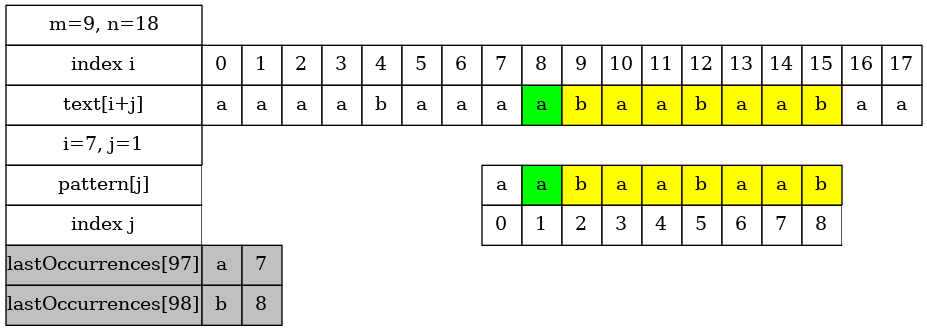 m=9, n=18
index i 0 1 2 3 4 5 6 7 8 9 10 11 12 13 14 15 16 17
text[i+j] a a a a b a a a a b a a b a a b a a
i=7, j=1
pattern[j] a a b a a b a a b
index j 0 1 2 3 4 5 6 7 8
lastOccurrences[97] a 7
lastOccurrences[98] b 8